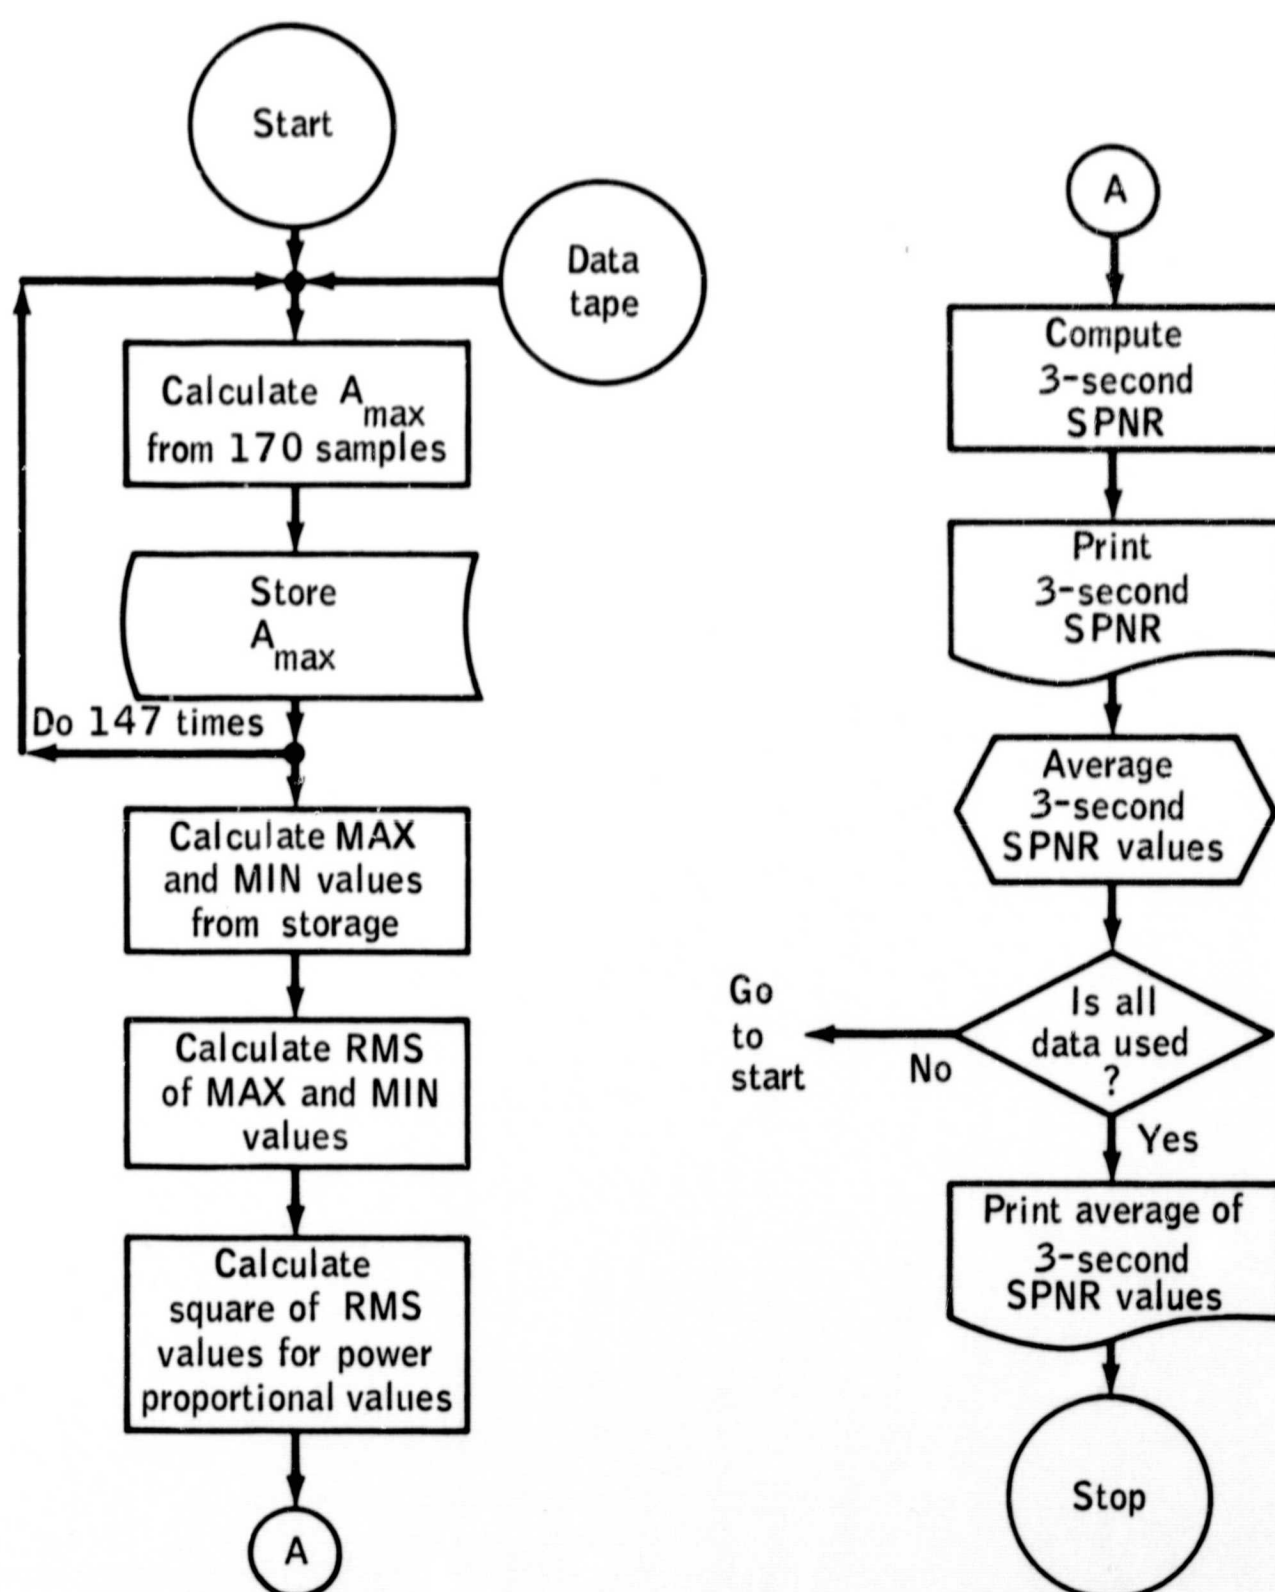 Start
Data
tape
Calculate A
max
from 170 samples
Store
A
max
Do 147 times
Calculate MAX
and MIN values
from storage
Calculate RMS
of MAX and MIN
values
Calculate
square of RMS
values for power
proportional values
A
A
Compute
3-second
SPNR
Print
3-second
SPNR
Average
3-second
SPNR values
Is all
data used
?
Go
to
start
No
Yes
Print average of
3-second
SPNR values
Stop